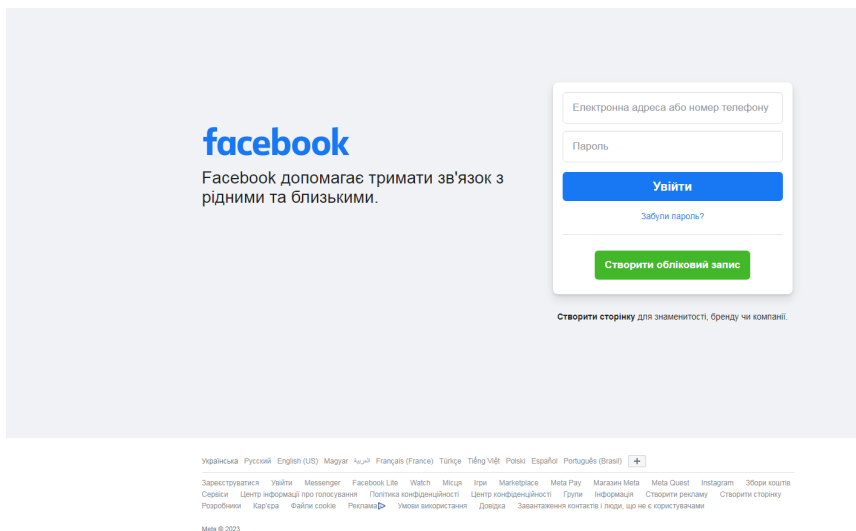 facebook
Facebook допомагає тримати зв'язок з
рідними та близькими.
Електронна адреса або номер телефону
Пароль
Увійти
Забули пароль?
Створити обліковий запис
Створити сторінку для знаменитості, бренду чи компанії.
Українська Русский English (US) Magyar العربية Français (France) Türkçe Tiếng Việt Polski Español Português (Brasil) +
Зареєструватися Увійти Messenger Facebook Lite Watch Місця Ігри Marketplace Meta Pay Магазин Meta Meta Quest Instagram Збори коштів
Сервіси Центр інформації про голосування Політика конфіденційності Центр конфіденційності Групи Інформація Створити рекламу Створити сторінку
Розробники Кар'єра Файли cookie Реклама Умови використання Довідка Завантаження контактів і люди, що не є користувачами
Meta © 2023